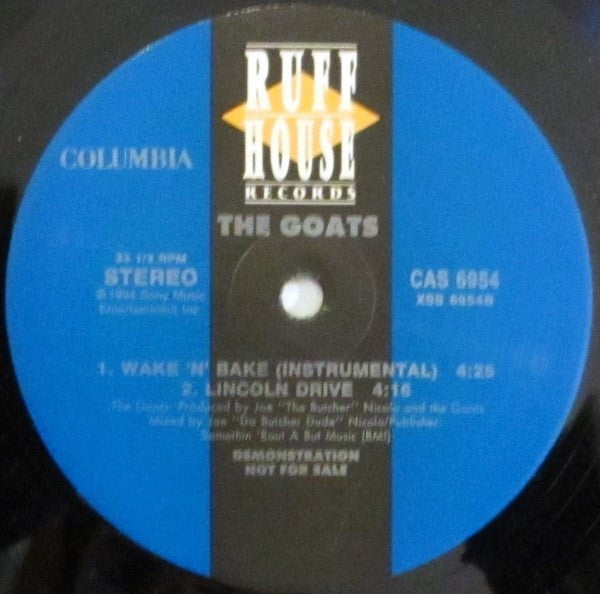 RUFF
HOUSE
RECORDS
COLUMBIA
THE GOATS
33 1/3 RPM
STEREO
℗ 1994 Sony Music
Entertainment Inc.
CAS 6954
XSS 6954B
1. WAKE 'N' BAKE (INSTRUMENTAL) 4:25
2. LINCOLN DRIVE 4:16
The Goats- Produced by Joe "The Butcher" Nicolo and the Goats
Mixed by Joe "Da Butcher Dude" Nicolo/Publisher:
Somethin 'Bout A But Music (BMI)
DEMONSTRATION
NOT FOR SALE